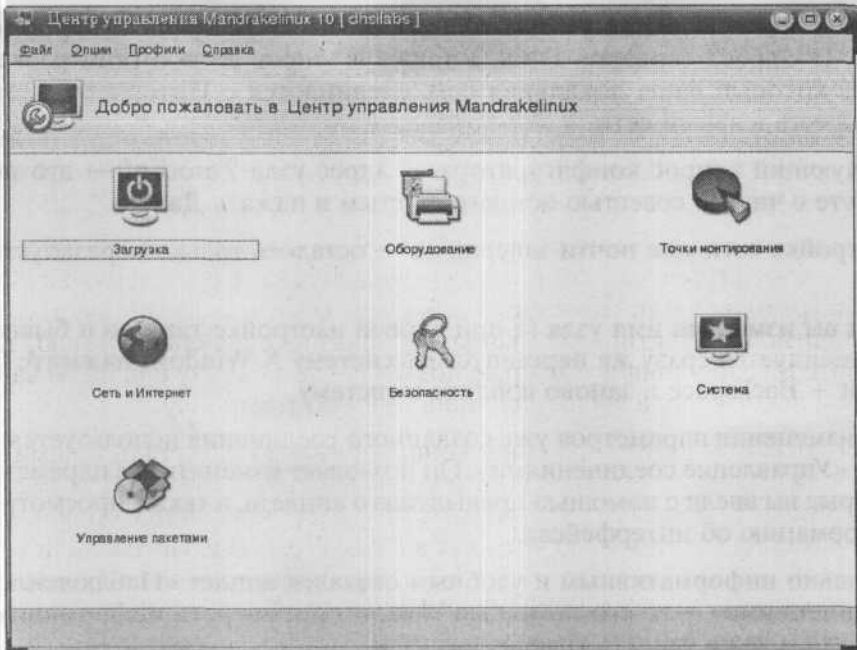 Центр управления Mandrakelinux 10 [ dhsilabs ]
Файл Опции Профили Справка
Добро пожаловать в Центр управления Mandrakelinux
Загрузка Оборудование Точки монтирования
Сеть и Интернет Безопасность Система
Управление пакетами